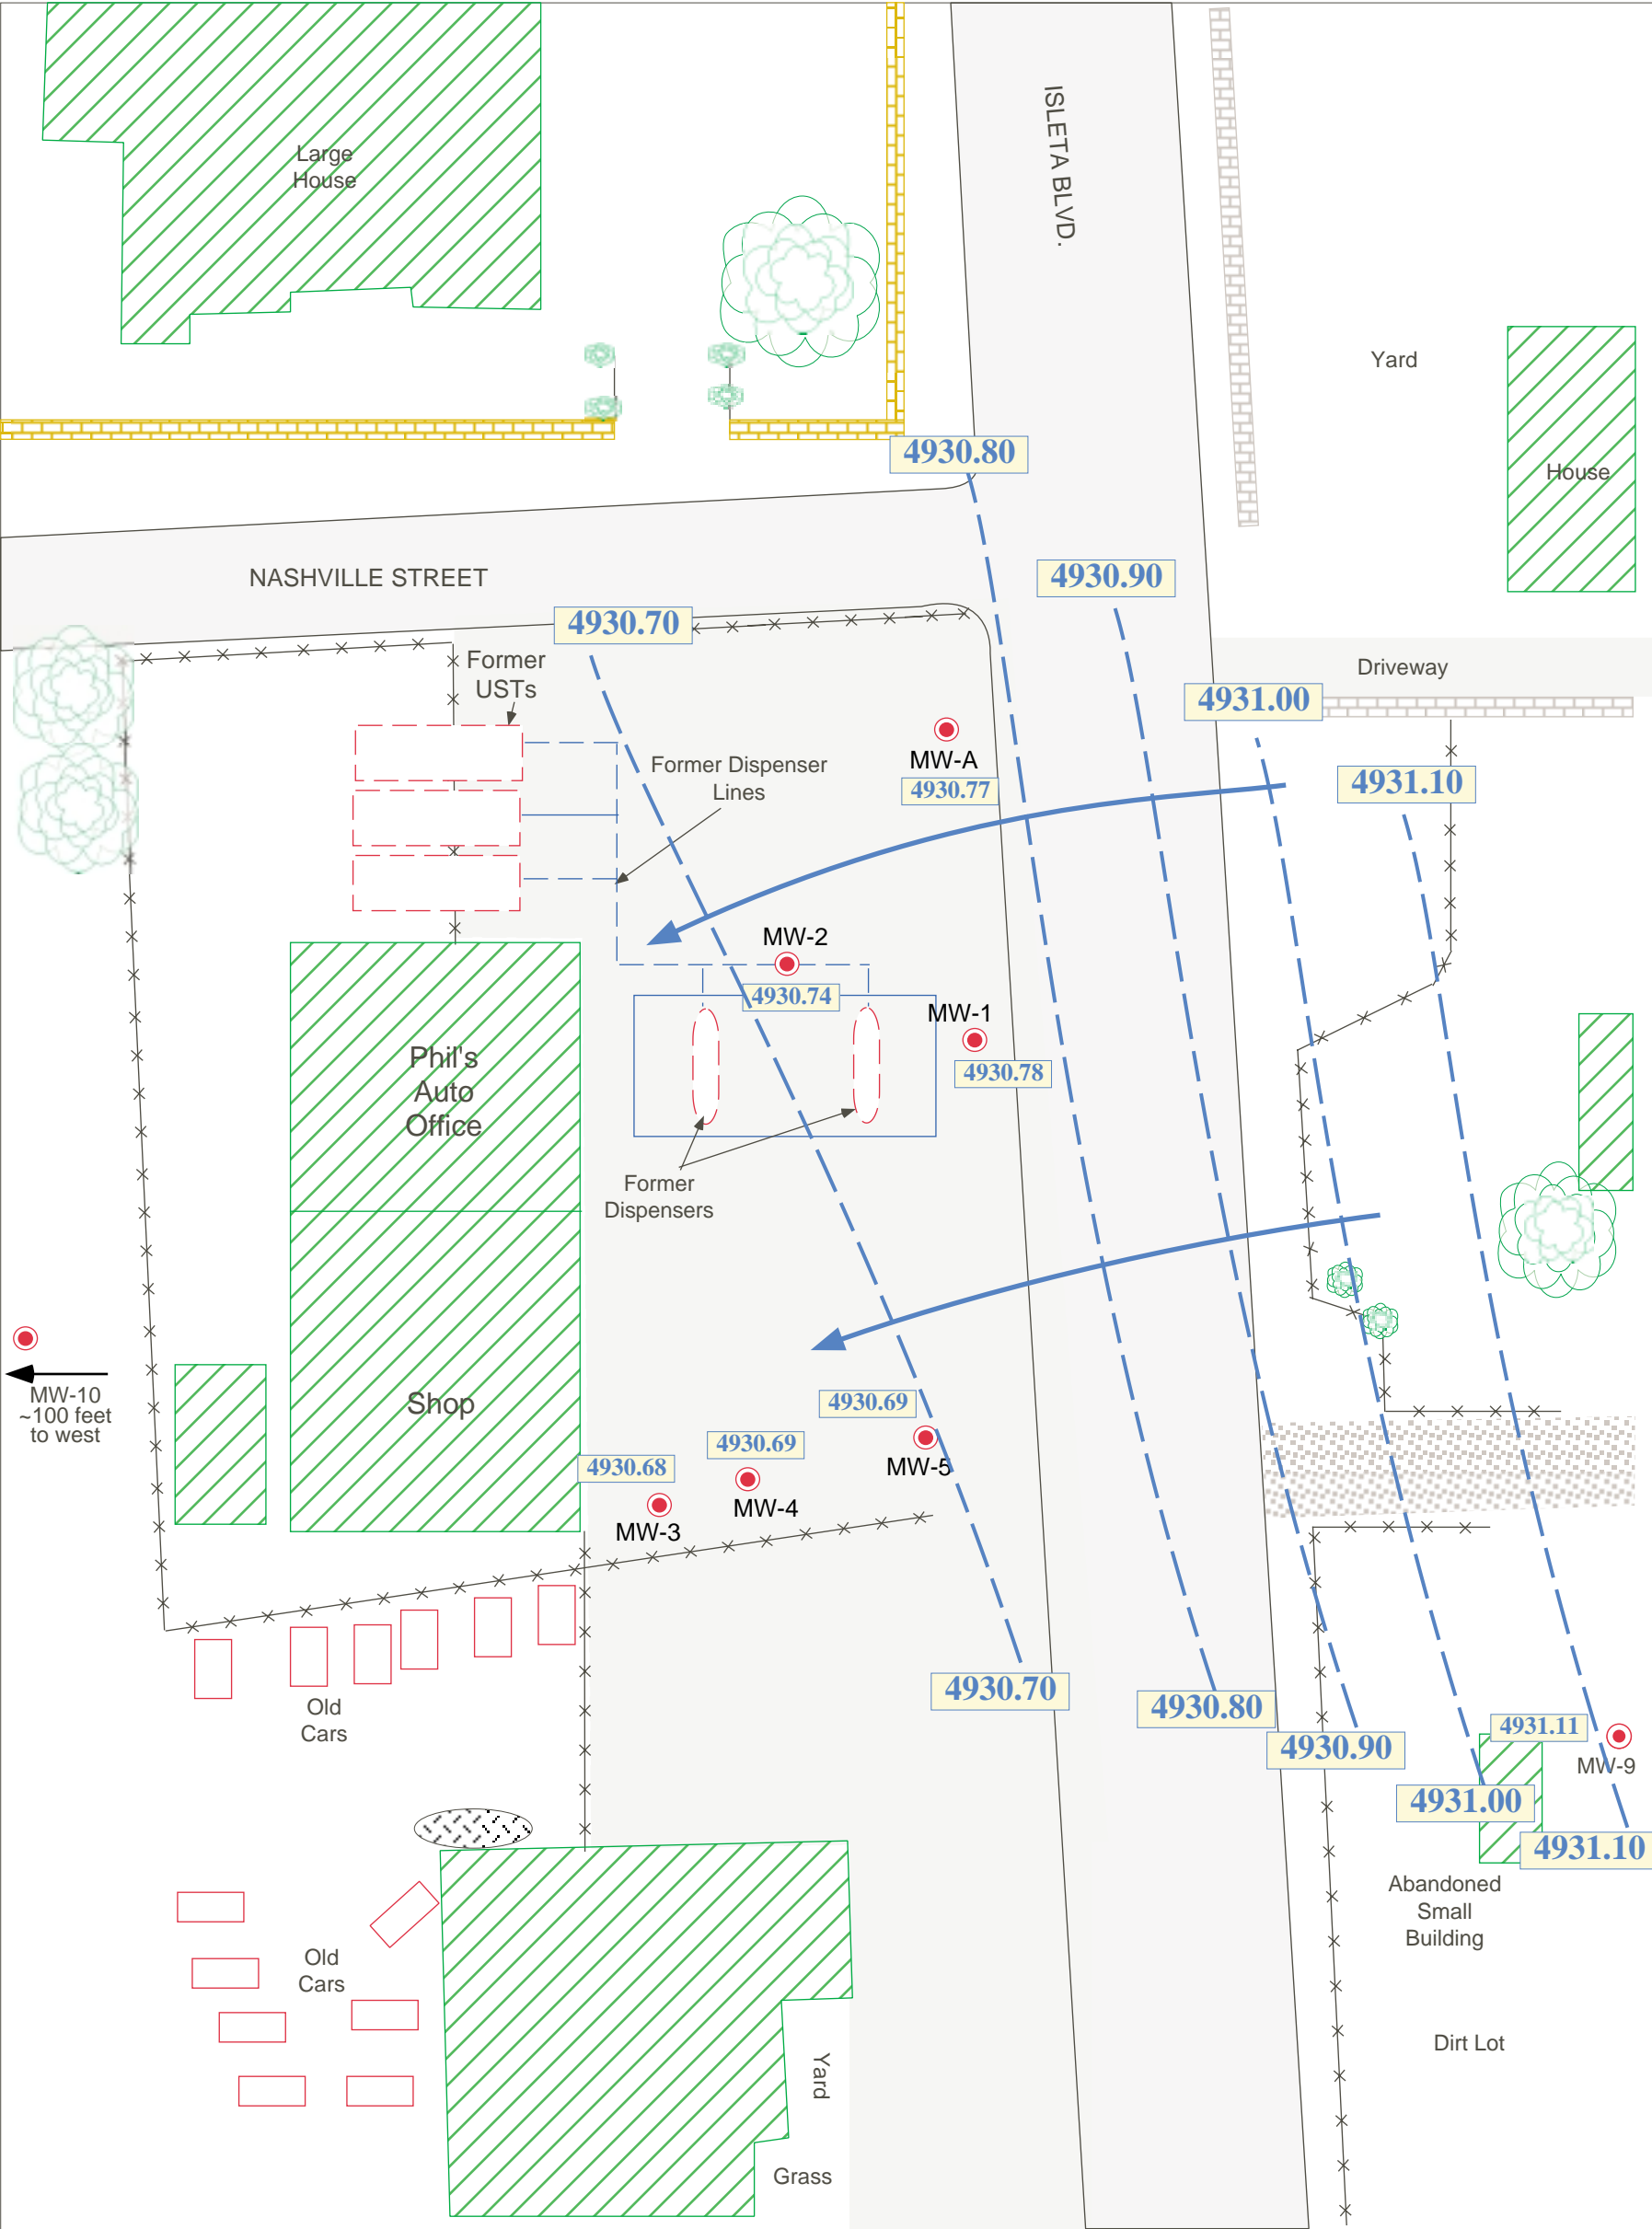 Large
House
ISLETA BLVD.
Yard
4930.80
House
NASHVILLE STREET
4930.90
4930.70
Former
USTs
Driveway
4931.00
Former Dispenser
Lines
MW-A
4930.77
4931.10
MW-2
4930.74
MW-1
4930.78
Phil's
Auto
Office
Former
Dispensers
MW-10
~100 feet
to west
Shop
4930.69
4930.69
4930.68
MW-5
MW-4
MW-3
Old
Cars
4930.70
4930.80
4930.90
4931.11
MW-9
4931.00
4931.10
Abandoned
Small
Building
Old
Cars
Dirt Lot
Yard
Grass